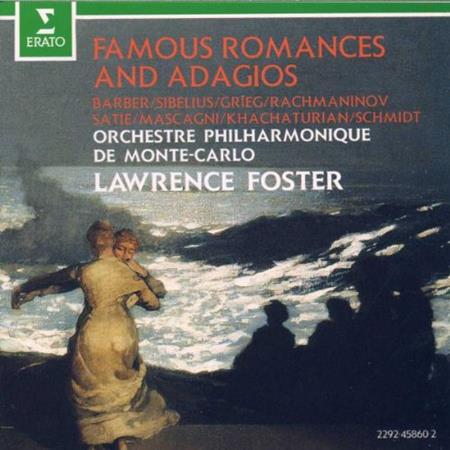 ERATO
FAMOUS ROMANCES
AND ADAGIOS
BARBER/SIBELIUS/GRÏEG/RACHMANINOV
SATIE/MASCAGNI/KHACHATURIAN/SCHMIDT
ORCHESTRE PHILHARMONIQUE
DE MONTE-CARLO
LAWRENCE FOSTER
2292-45860-2